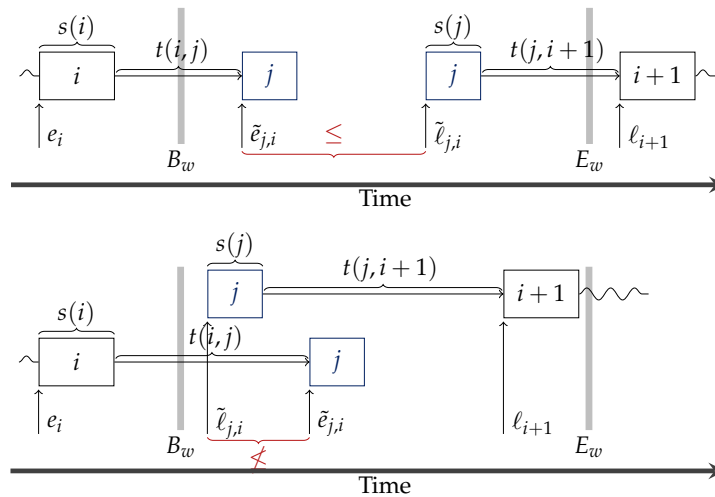 s(i) s(j)
t(i, j) t(j, i + 1)
i j j i + 1
e_i ẽ_{j,i} ≤ ℓ̃_{j,i} ℓ_{i+1}
B_w E_w
Time
s(j)
t(j, i + 1)
j i + 1
s(i) t(i, j)
i j
e_i ℓ̃_{j,i} ẽ_{j,i} ℓ_{i+1}
B_w ≮ E_w
Time